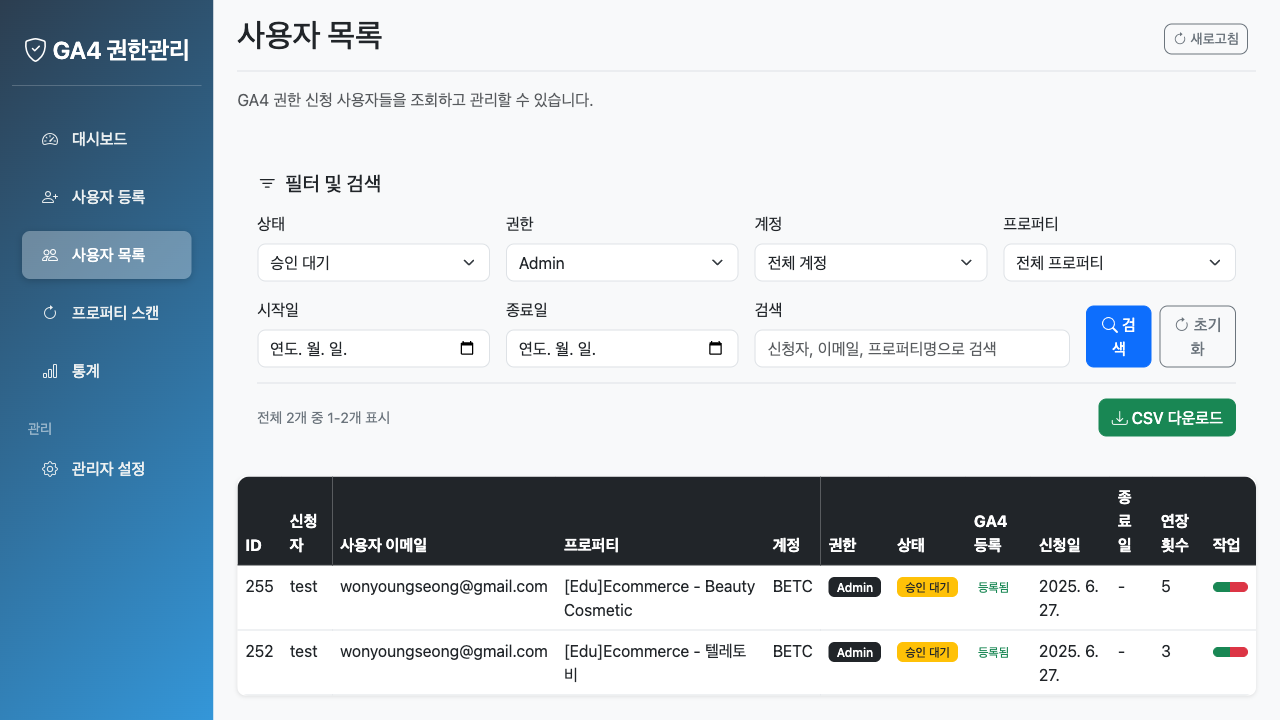 GA4 권한관리
대시보드
사용자 등록
사용자 목록
프로퍼티 스캔
통계
관리
관리자 설정
사용자 목록
새로고침
GA4 권한 신청 사용자들을 조회하고 관리할 수 있습니다.
필터 및 검색
상태 권한 계정 프로퍼티
승인 대기 Admin 전체 계정 전체 프로퍼티
시작일 종료일 검색
연도. 월. 일. 연도. 월. 일. 신청자, 이메일, 프로퍼티명으로 검색
검
색
초기
화
전체 2개 중 1-2개 표시
CSV 다운로드
ID 신청
자 사용자 이메일 프로퍼티 계정 권한 상태 GA4
등록 신청일 종
료
일 연장
횟수 작업
255 test wonyoungseong@gmail.com [Edu]Ecommerce - Beauty BETC Admin 승인 대기 등록됨 2025. 6. - 5
Cosmetic 27.
252 test wonyoungseong@gmail.com [Edu]Ecommerce - 텔레토 BETC Admin 승인 대기 등록됨 2025. 6. - 3
비 27.